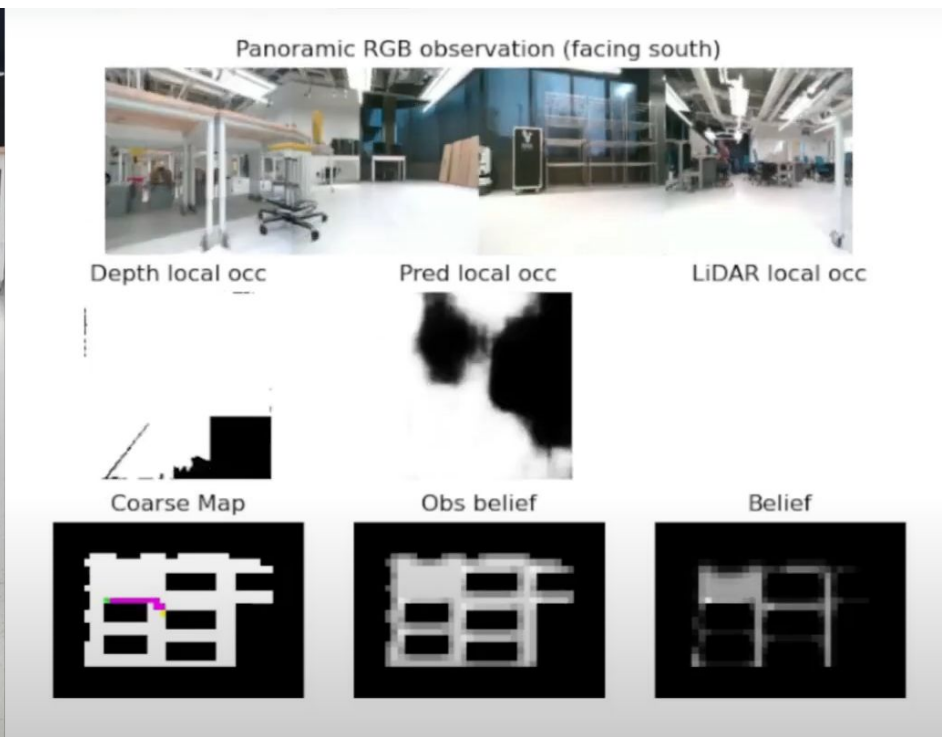 Panoramic RGB observation (facing south)
Depth local occ
Pred local occ
LiDAR local occ
Coarse Map
Obs belief
Belief